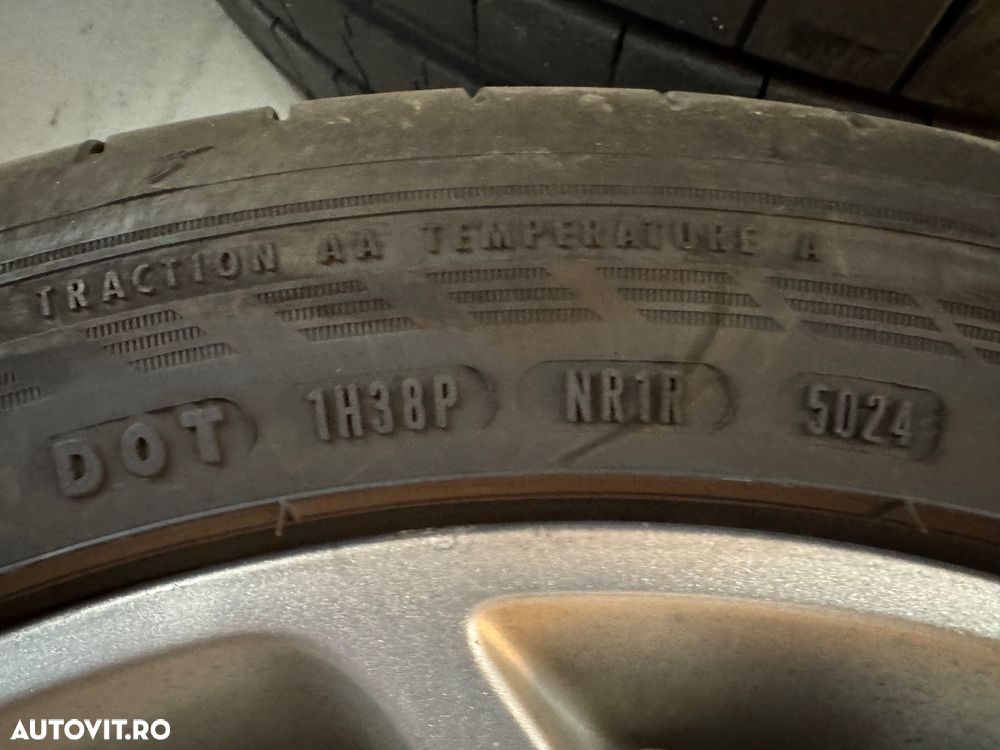 TRACTION AA TEMPERATURE A
DOT 1H38P NR1R 5024
AUTOVIT.RO